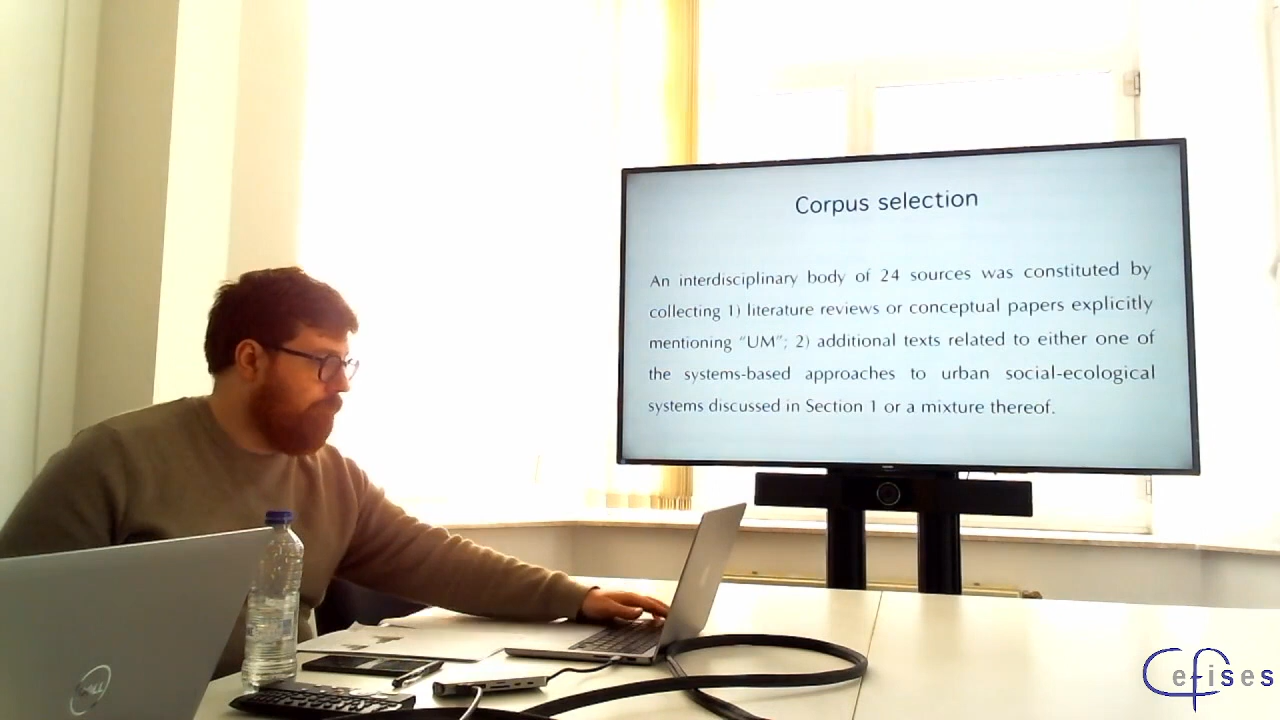 Corpus selection
An interdisciplinary body of 24 sources was constituted by
collecting 1) literature reviews or conceptual papers explicitly
mentioning "UM"; 2) additional texts related to either one of
the systems-based approaches to urban social-ecological
systems discussed in Section 1 or a mixture thereof.
DELL
Cefises